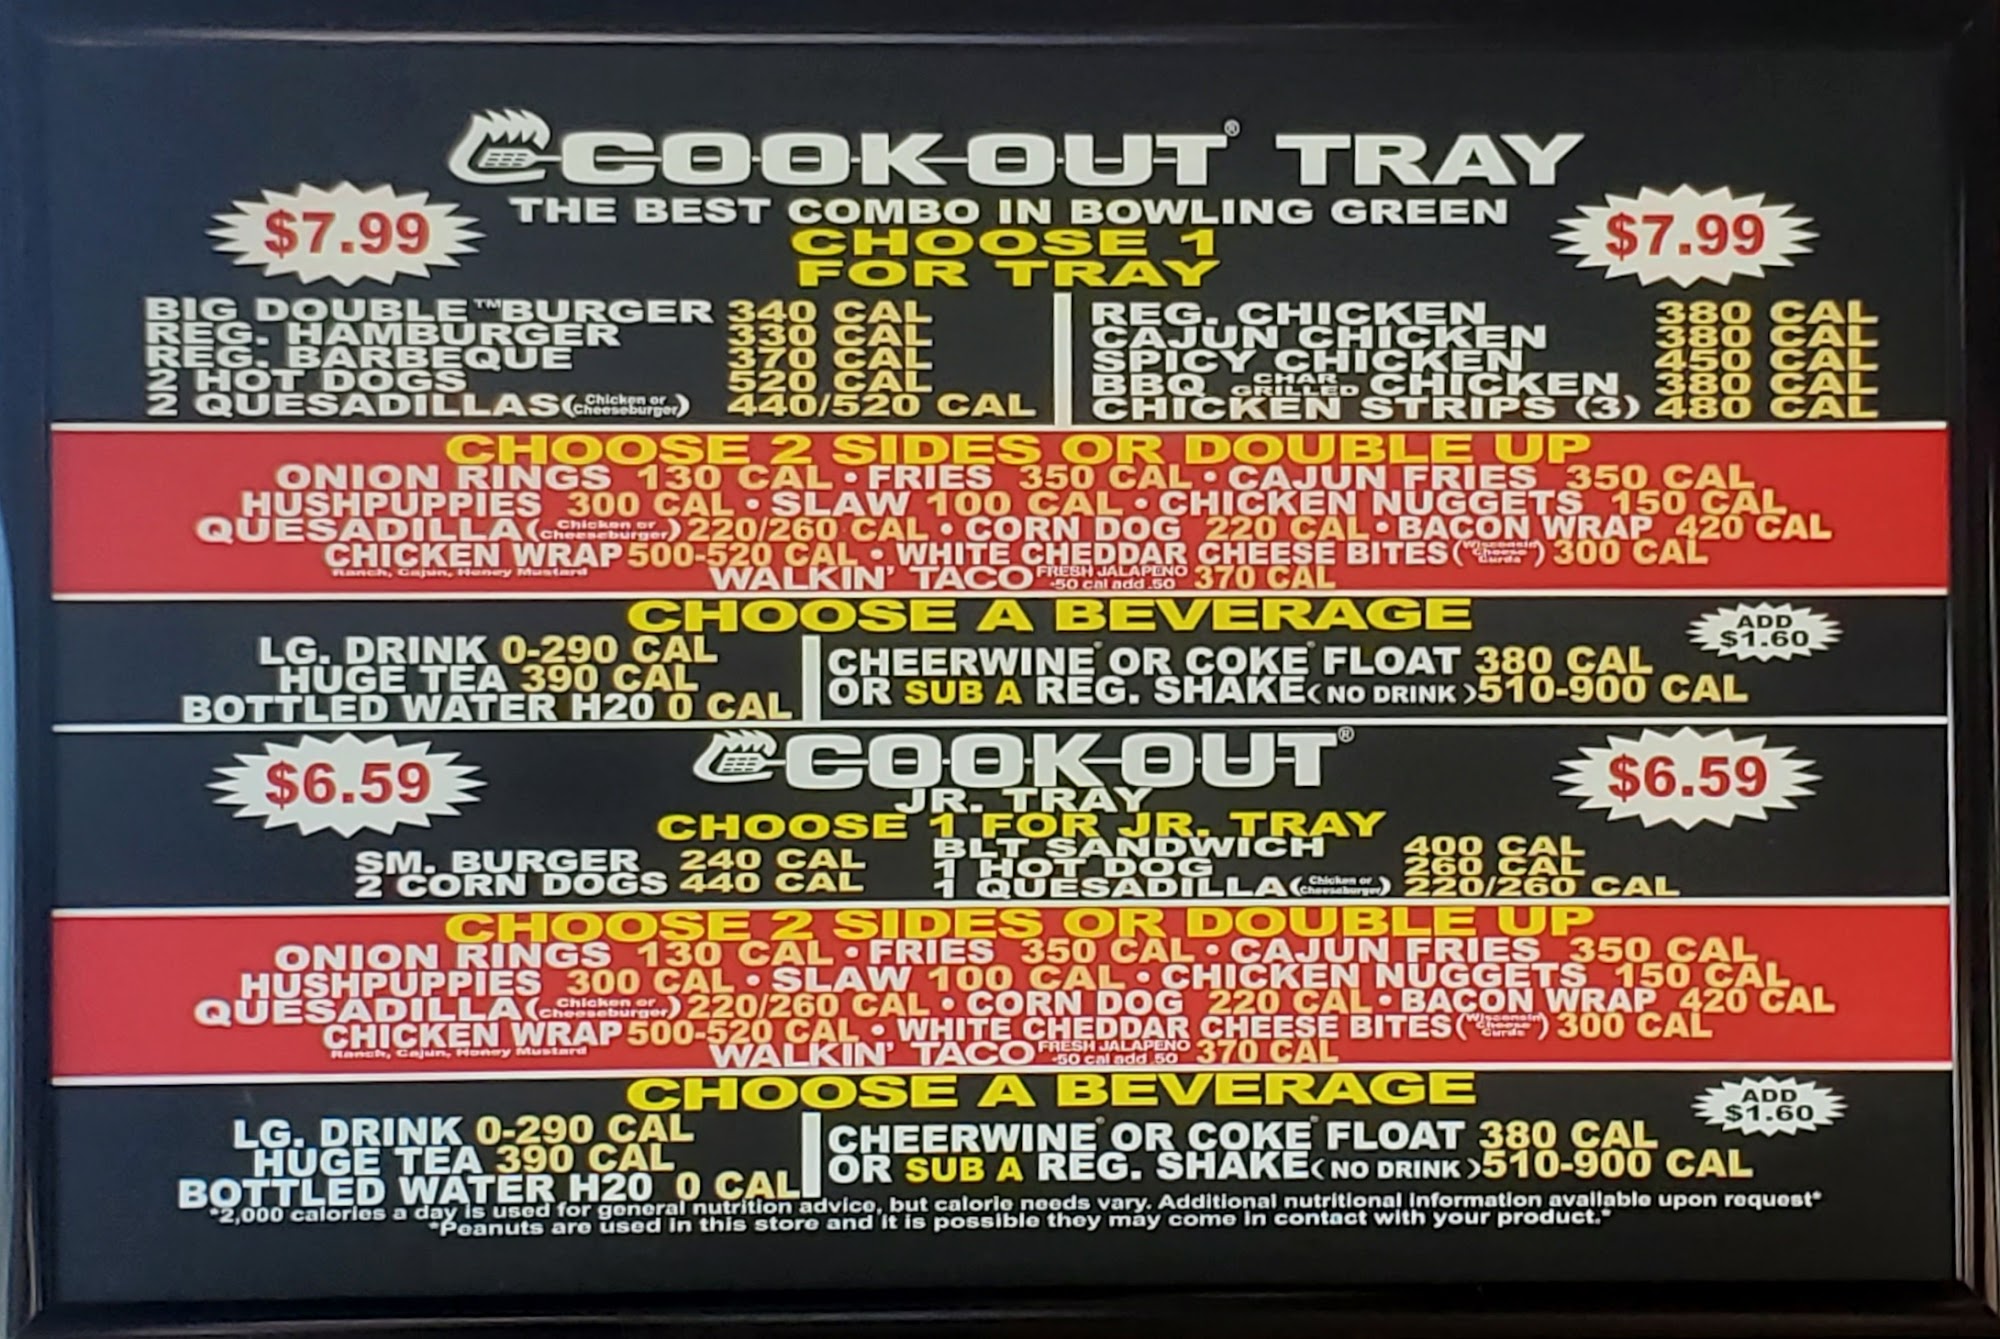 COOK-OUT® TRAY
$7.99 THE BEST COMBO IN BOWLING GREEN $7.99
CHOOSE 1
FOR TRAY
BIG DOUBLE™BURGER 340 CAL
REG. HAMBURGER 330 CAL
REG. BARBEQUE 370 CAL
2 HOT DOGS 520 CAL
2 QUESADILLAS(Chicken or Cheeseburger) 440/520 CAL
REG. CHICKEN 380 CAL
CAJUN CHICKEN 380 CAL
SPICY CHICKEN 450 CAL
BBQ CHAR GRILLED CHICKEN 380 CAL
CHICKEN STRIPS (3) 480 CAL
CHOOSE 2 SIDES OR DOUBLE UP
ONION RINGS 130 CAL • FRIES 350 CAL • CAJUN FRIES 350 CAL
HUSHPUPPIES 300 CAL • SLAW 100 CAL • CHICKEN NUGGETS 150 CAL
QUESADILLA(Chicken or Cheeseburger)220/260 CAL • CORN DOG 220 CAL • BACON WRAP 420 CAL
CHICKEN WRAP 500-520 CAL • WHITE CHEDDAR CHEESE BITES(Wisconsin Cheese Curds) 300 CAL
Ranch, Cajun, Honey Mustard
WALKIN' TACO FRESH JALAPENO -50 cal add .50 370 CAL
CHOOSE A BEVERAGE
ADD
$1.60
LG. DRINK 0-290 CAL
HUGE TEA 390 CAL
BOTTLED WATER H20 0 CAL
CHEERWINE® OR COKE® FLOAT 380 CAL
OR SUB A REG. SHAKE(NO DRINK)510-900 CAL
$6.59 COOK-OUT® $6.59
JR. TRAY
CHOOSE 1 FOR JR. TRAY
SM. BURGER 240 CAL
2 CORN DOGS 440 CAL
BLT SANDWICH 400 CAL
1 HOT DOG 260 CAL
1 QUESADILLA(Chicken or Cheeseburger) 220/260 CAL
CHOOSE 2 SIDES OR DOUBLE UP
ONION RINGS 130 CAL • FRIES 350 CAL • CAJUN FRIES 350 CAL
HUSHPUPPIES 300 CAL • SLAW 100 CAL • CHICKEN NUGGETS 150 CAL
QUESADILLA(Chicken or Cheeseburger)220/260 CAL • CORN DOG 220 CAL • BACON WRAP 420 CAL
CHICKEN WRAP 500-520 CAL • WHITE CHEDDAR CHEESE BITES(Wisconsin Cheese Curds) 300 CAL
Ranch, Cajun, Honey Mustard
WALKIN' TACO FRESH JALAPENO -50 cal add .50 370 CAL
CHOOSE A BEVERAGE
ADD
$1.60
LG. DRINK 0-290 CAL
HUGE TEA 390 CAL
BOTTLED WATER H20 0 CAL
CHEERWINE® OR COKE® FLOAT 380 CAL
OR SUB A REG. SHAKE(NO DRINK)510-900 CAL
*2,000 calories a day is used for general nutrition advice, but calorie needs vary. Additional nutritional information available upon request*
*Peanuts are used in this store and it is possible they may come in contact with your product.*